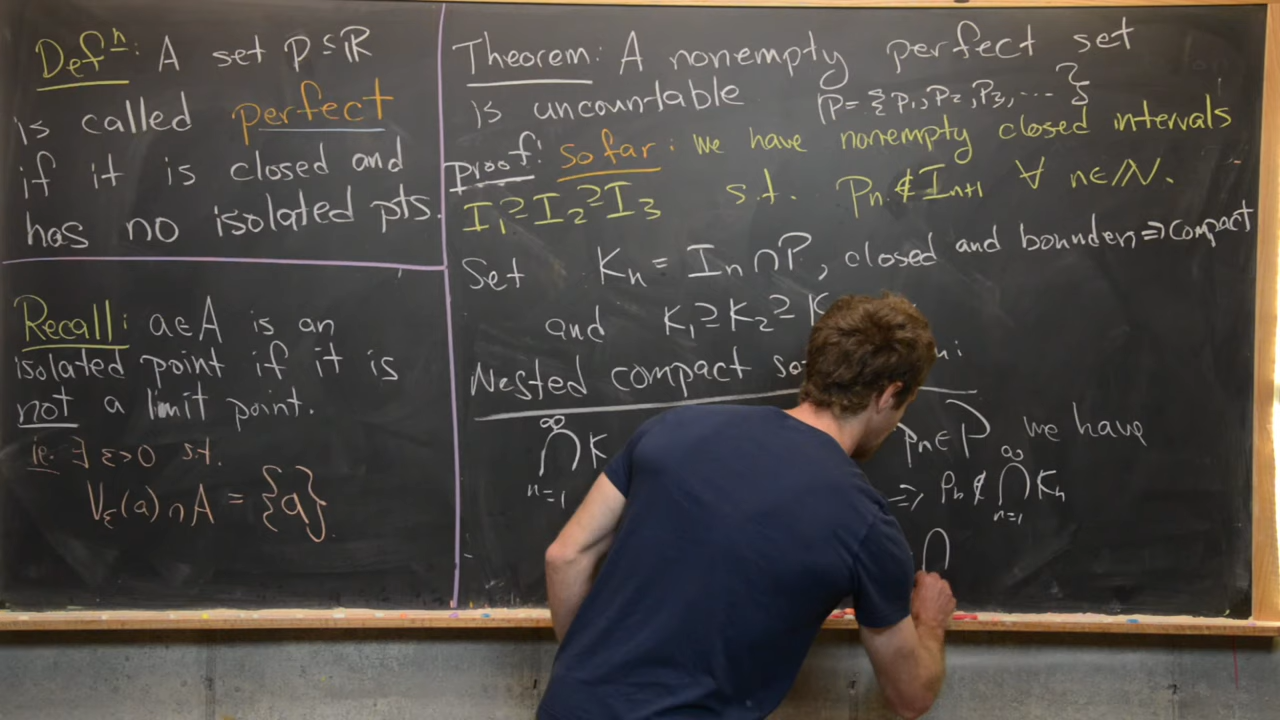 Defⁿ: A set P ⊆ ℝ
is called perfect
if it is closed and
has no isolated pts.
Recall: a∈A is an
isolated point if it is
not a limit point.
ie. ∃ ε>0 s.t.
V_ε(a) ∩ A = {a}
Theorem: A nonempty perfect set
is uncountable
P = {P₁, P₂, P₃, ... }
Proof: So far: we have nonempty closed intervals
I₁ ⊇ I₂ ⊇ I₃ s.t. Pₙ ∉ Iₙ₊₁ ∀ n∈ℕ.
Set Kₙ = Iₙ ∩ P, closed and bounded ⇒ compact
and K₁ ⊇ K₂ ⊇ K
Nested compact
∞
∩ K
n=1
Pₙ ∈ P we have
∞
⇒ Pₙ ∉ ∩ Kₙ
n=1
∩